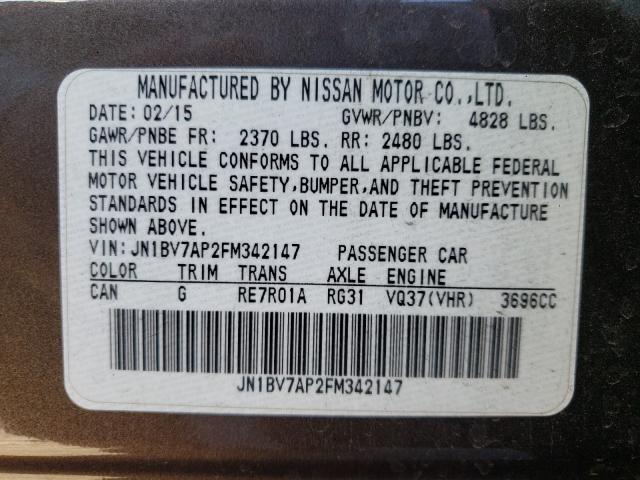 MANUFACTURED BY NISSAN MOTOR CO.,LTD.
DATE: 02/15 GVWR/PNBV: 4828 LBS.
GAWR/PNBE FR: 2370 LBS. RR: 2480 LBS.
THIS VEHICLE CONFORMS TO ALL APPLICABLE FEDERAL
MOTOR VEHICLE SAFETY,BUMPER,AND THEFT PREVENTION
STANDARDS IN EFFECT ON THE DATE OF MANUFACTURE
SHOWN ABOVE.
VIN:JN1BV7AP2FM342147 PASSENGER CAR
COLOR TRIM TRANS AXLE ENGINE
CAN G RE7R01A RG31 VQ37(VHR) 3696CC
JN1BV7AP2FM342147